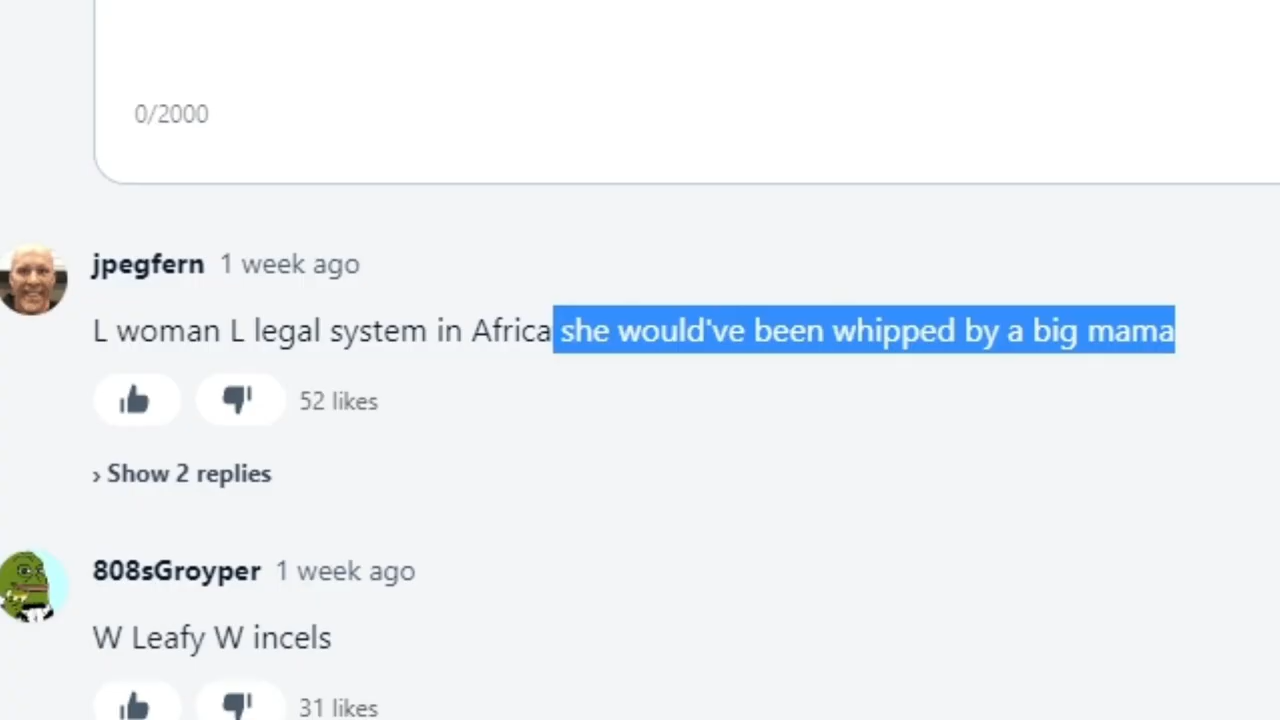 0/2000
jpegfern 1 week ago
L woman L legal system in Africa she would've been whipped by a big mama
52 likes
› Show 2 replies
808sGroyper 1 week ago
W Leafy W incels
31 likes